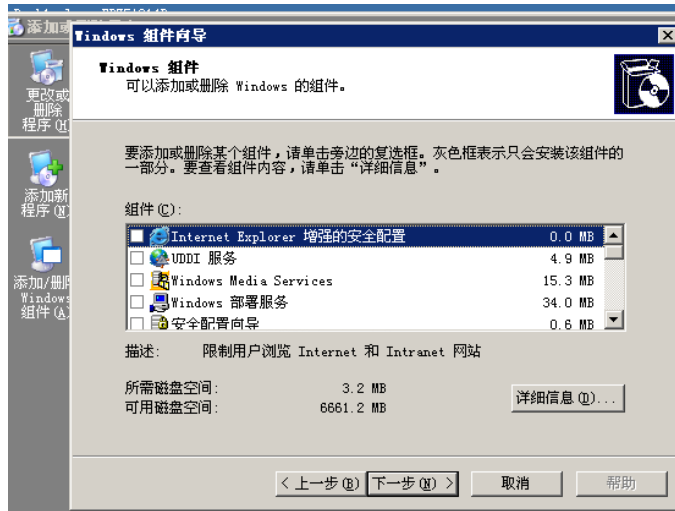 添加或
Windows 组件向导
更改或
删除
程序(H)
Windows 组件
可以添加或删除 Windows 的组件。
添加新
程序(N)
添加/删除
Windows
组件(A)
要添加或删除某个组件，请单击旁边的复选框。灰色框表示只会安装该组件的
一部分。要查看组件内容，请单击“详细信息”。
组件(C):
Internet Explorer 增强的安全配置 0.0 MB
UDDI 服务 4.9 MB
Windows Media Services 15.3 MB
Windows 部署服务 34.0 MB
安全配置向导 0.6 MB
描述: 限制用户浏览 Internet 和 Intranet 网站
所需磁盘空间: 3.2 MB
可用磁盘空间: 6661.2 MB
详细信息(D)...
< 上一步(B) 下一步(N) > 取消 帮助